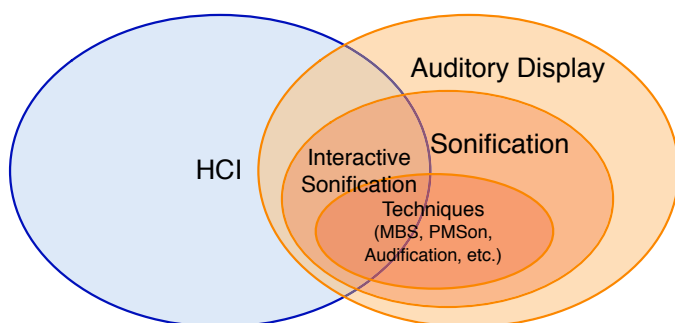 Auditory Display
Sonification
HCI
Interactive
Sonification
Techniques
(MBS, PMSon,
Audification, etc.)